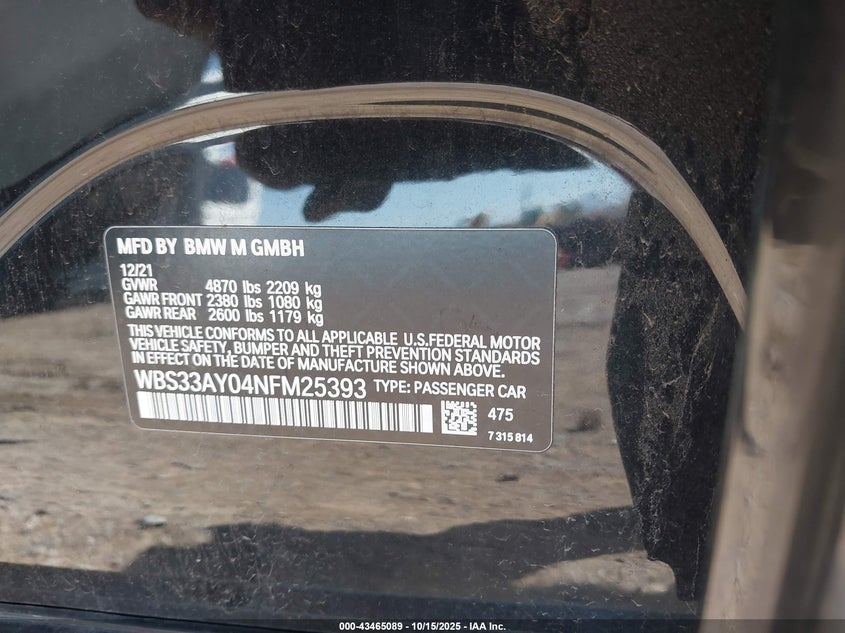 MFD BY BMW M GMBH
12/21
GVWR 4870 lbs 2209 kg
GAWR FRONT 2380 lbs 1080 kg
GAWR REAR 2600 lbs 1179 kg
THIS VEHICLE CONFORMS TO ALL APPLICABLE U.S.FEDERAL MOTOR
VEHICLE SAFETY, BUMPER AND THEFT PREVENTION STANDARDS
IN EFFECT ON THE DATE OF MANUFACTURE SHOWN ABOVE.
WBS33AY04NFM25393 TYPE: PASSENGER CAR
475
7 315 814
000-43465089 - 10/15/2025 - IAA Inc.